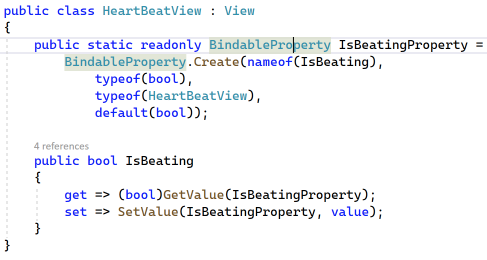 public class HeartBeatView : View
{
public static readonly BindableProperty IsBeatingProperty =
BindableProperty.Create(nameof(IsBeating),
typeof(bool),
typeof(HeartBeatView),
default(bool));
4 references
public bool IsBeating
{
get => (bool)GetValue(IsBeatingProperty);
set => SetValue(IsBeatingProperty, value);
}
}